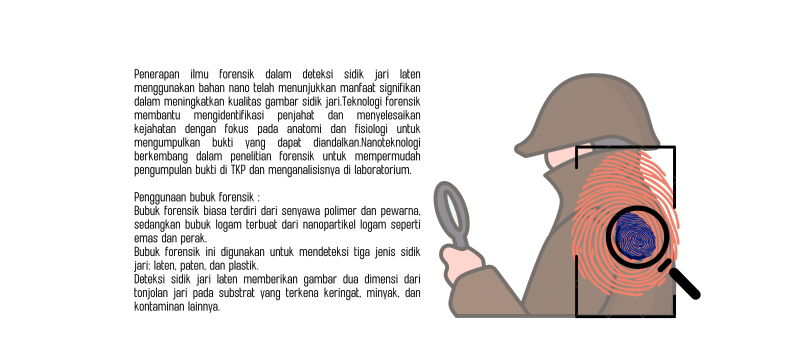 Penerapan ilmu forensik dalam deteksi sidik jari laten
menggunakan bahan nano telah menunjukkan manfaat signifikan
dalam meningkatkan kualitas gambar sidik jari.Teknologi forensik
membantu mengidentifikasi penjahat dan menyelesaikan
kejahatan dengan fokus pada anatomi dan fisiologi untuk
mengumpulkan bukti yang dapat diandalkan.Nanoteknologi
berkembang dalam penelitian forensik untuk mempermudah
pengumpulan bukti di TKP dan menganalisisnya di laboratorium.
Penggunaan bubuk forensik :
Bubuk forensik biasa terdiri dari senyawa polimer dan pewarna,
sedangkan bubuk logam terbuat dari nanopartikel logam seperti
emas dan perak.
Bubuk forensik ini digunakan untuk mendeteksi tiga jenis sidik
jari: laten, paten, dan plastik.
Deteksi sidik jari laten memberikan gambar dua dimensi dari
tonjolan jari pada substrat yang terkena keringat, minyak, dan
kontaminan lainnya.